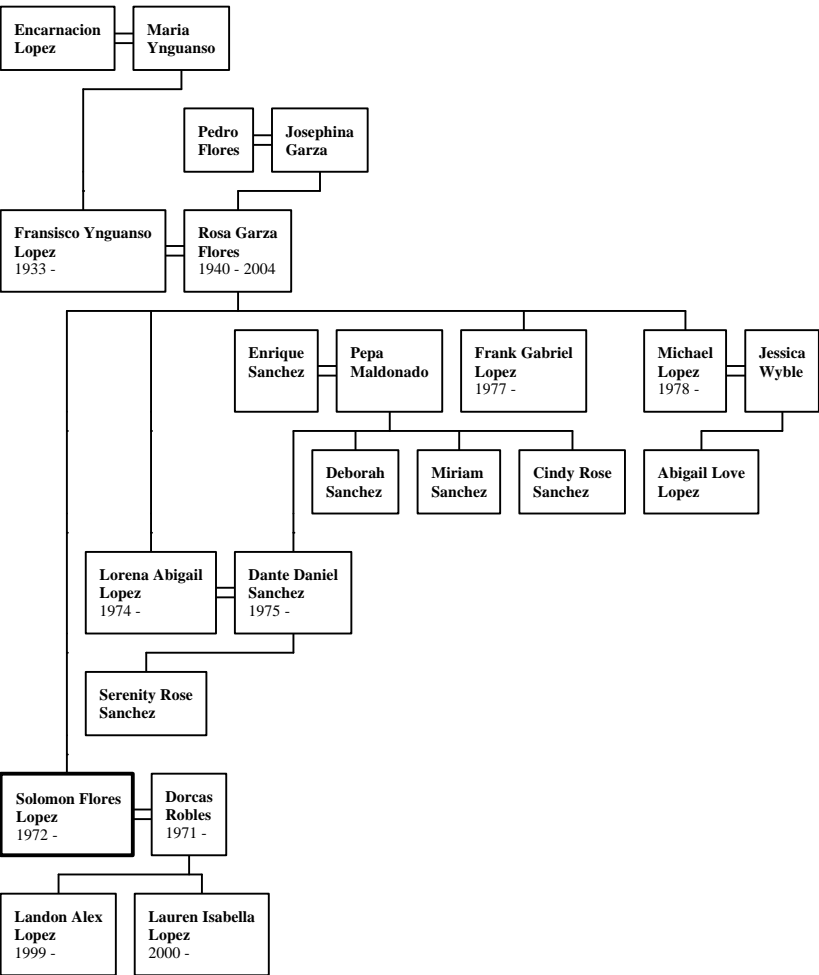 Encarnacion
Lopez
Maria
Ynguanso
Pedro
Flores
Josephina
Garza
Fransisco Ynguanso
Lopez
1933 -
Rosa Garza
Flores
1940 - 2004
Enrique
Sanchez
Pepa
Maldonado
Frank Gabriel
Lopez
1977 -
Michael
Lopez
1978 -
Jessica
Wyble
Deborah
Sanchez
Miriam
Sanchez
Cindy Rose
Sanchez
Abigail Love
Lopez
Lorena Abigail
Lopez
1974 -
Dante Daniel
Sanchez
1975 -
Serenity Rose
Sanchez
Solomon Flores
Lopez
1972 -
Dorcas
Robles
1971 -
Landon Alex
Lopez
1999 -
Lauren Isabella
Lopez
2000 -